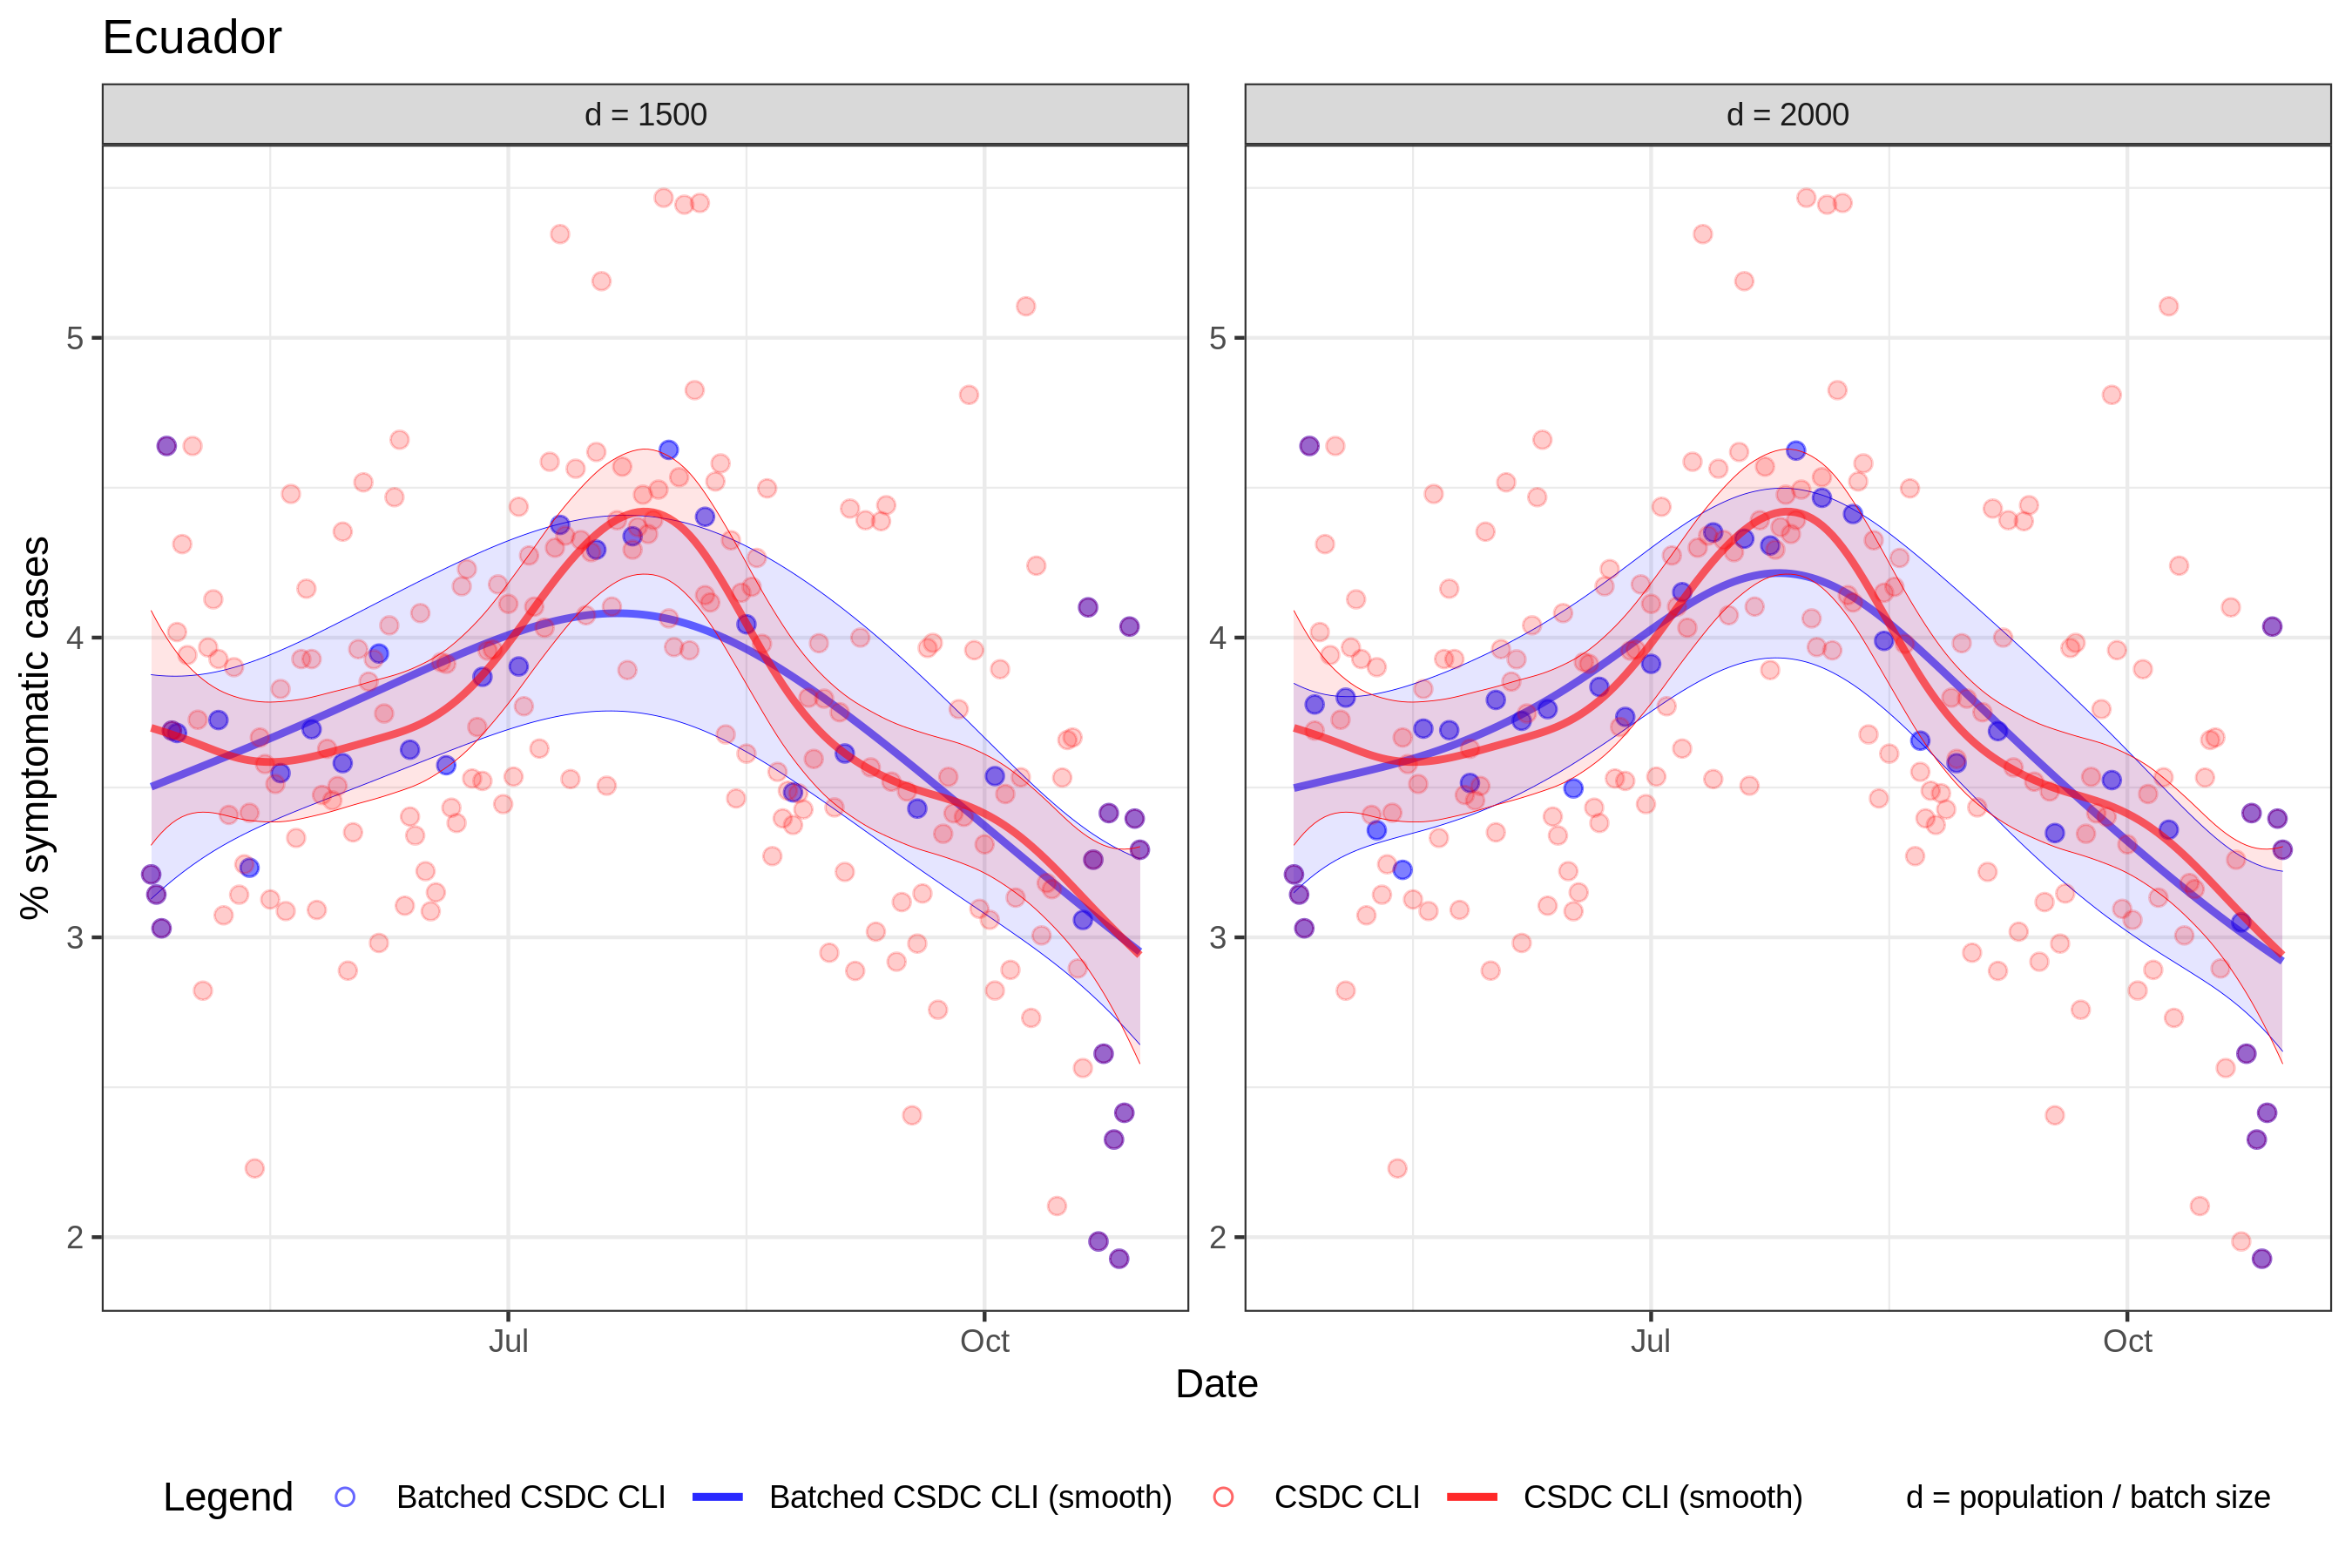 Ecuador
d = 1500
d = 2000
% symptomatic cases
5
4
3
2
5
4
3
2
Jul
Oct
Jul
Oct
Date
Legend
Batched CSDC CLI
Batched CSDC CLI (smooth)
CSDC CLI
CSDC CLI (smooth)
d = population / batch size